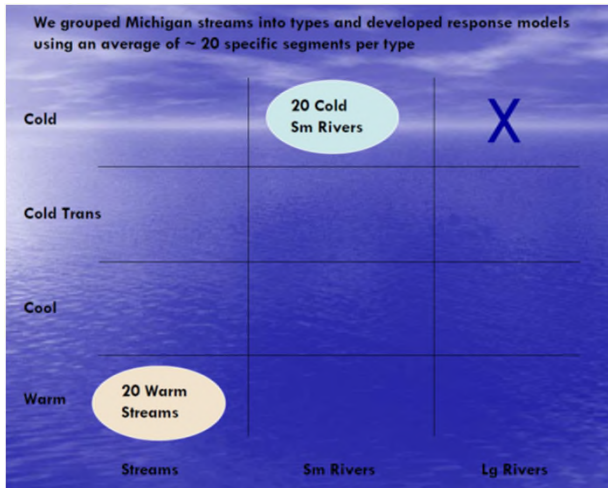 We grouped Michigan streams into types and developed response models
using an average of ~ 20 specific segments per type
Cold
20 Cold
Sm Rivers
X
Cold Trans
Cool
Warm
20 Warm
Streams
Streams
Sm Rivers
Lg Rivers